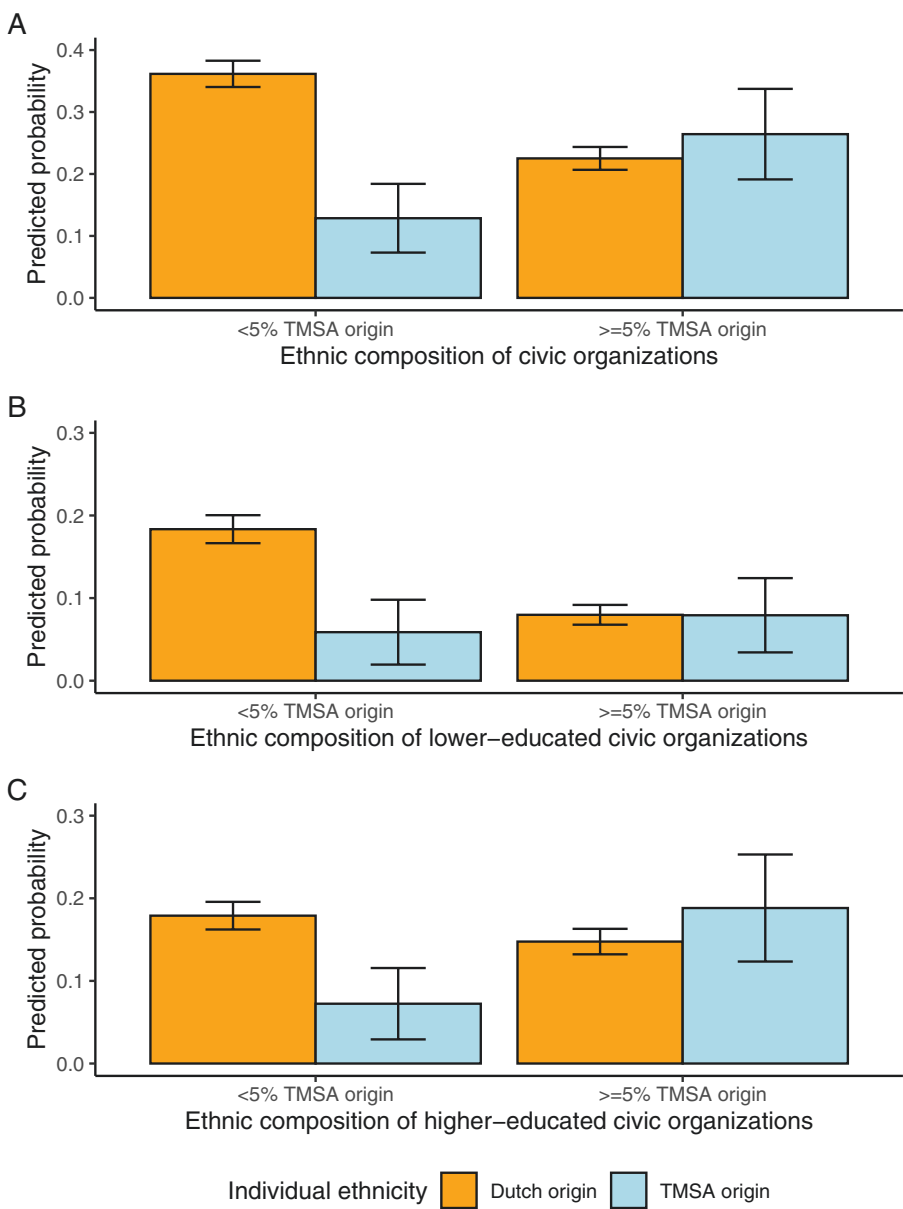 A
Predicted probability
0.4
0.3
0.2
0.1
0.0
<5% TMSA origin
>=5% TMSA origin
Ethnic composition of civic organizations
B
Predicted probability
0.3
0.2
0.1
0.0
<5% TMSA origin
>=5% TMSA origin
Ethnic composition of lower−educated civic organizations
C
Predicted probability
0.3
0.2
0.1
0.0
<5% TMSA origin
>=5% TMSA origin
Ethnic composition of higher−educated civic organizations
Individual ethnicity Dutch origin TMSA origin